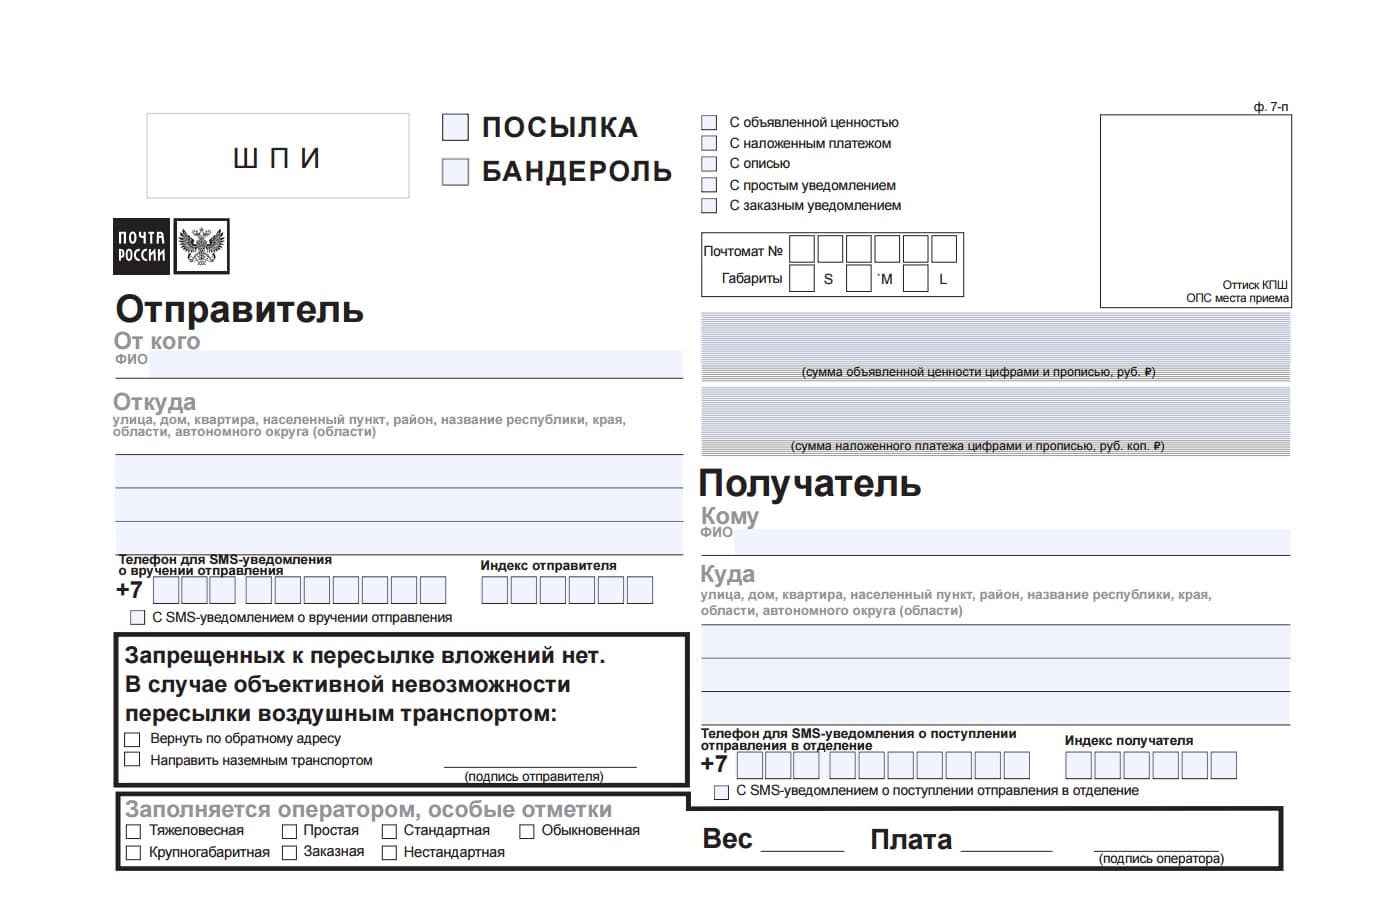 ф. 7-п
ШПИ
ПОСЫЛКА
БАНДЕРОЛЬ
С объявленной ценностью
С наложенным платежом
С описью
С простым уведомлением
С заказным уведомлением
ПОЧТА
РОССИИ
Почтомат №
Габариты S `M L
Оттиск КПШ
ОПС места приема
Отправитель
От кого
ФИО
Откуда
улица, дом, квартира, населенный пункт, район, название республики, края,
области, автономного округа (области)
Телефон для SMS-уведомления
о вручении отправления
Индекс отправителя
+7
С SMS-уведомлением о вручении отправления
(сумма объявленной ценности цифрами и прописью, руб. ₽)
(сумма наложенного платежа цифрами и прописью, руб. коп. ₽)
Получатель
Кому
ФИО
Куда
улица, дом, квартира, населенный пункт, район, название республики, края,
области, автономного округа (области)
Телефон для SMS-уведомления о поступлении
отправления в отделение
Индекс получателя
+7
С SMS-уведомлением о поступлении отправления в отделение
Запрещенных к пересылке вложений нет.
В случае объективной невозможности
пересылки воздушным транспортом:
Вернуть по обратному адресу
Направить наземным транспортом
(подпись отправителя)
Заполняется оператором, особые отметки
Тяжеловесная Простая Стандартная Обыкновенная
Крупногабаритная Заказная Нестандартная
Вес Плата
(подпись оператора)